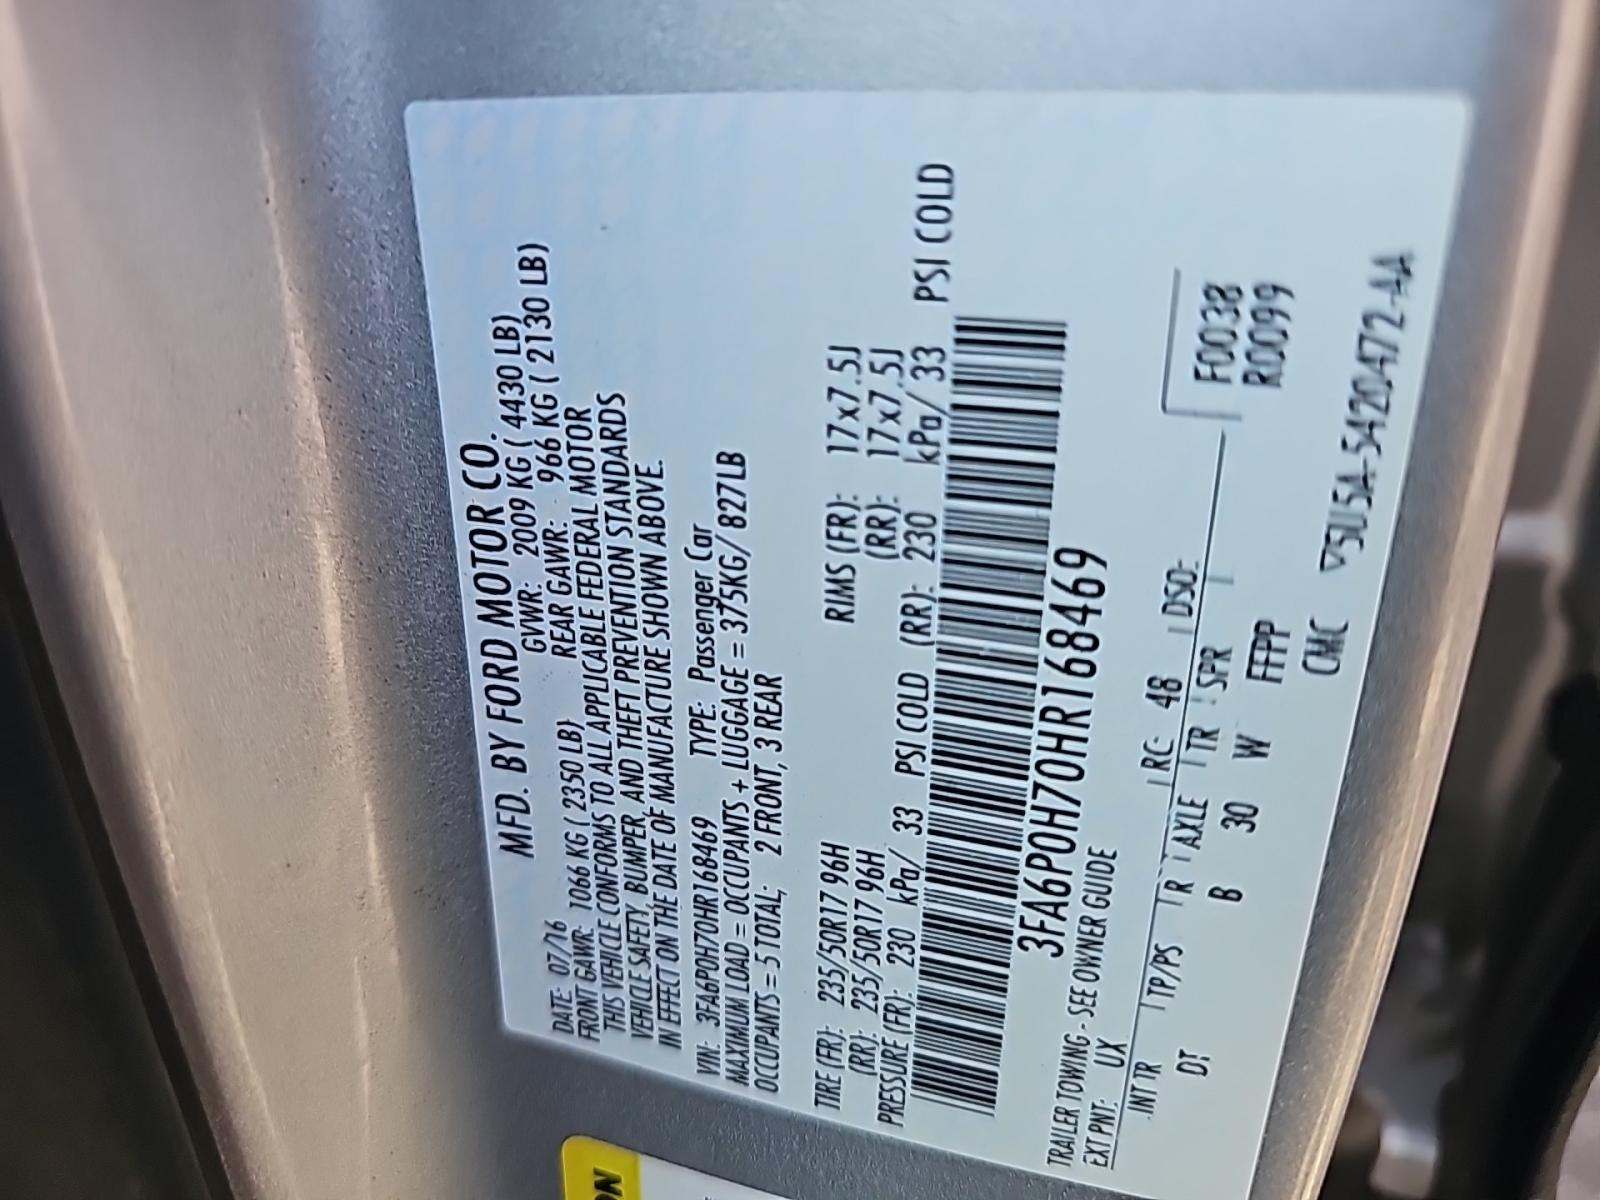 MFD. BY FORD MOTOR CO.
DATE: 07/16 GVWR: 2009 KG ( 4430 LB)
FRONT GAWR: 1066 KG ( 2350 LB) REAR GAWR: 966 KG ( 2130 LB)
THIS VEHICLE CONFORMS TO ALL APPLICABLE FEDERAL MOTOR
VEHICLE SAFETY, BUMPER, AND THEFT PREVENTION STANDARDS
IN EFFECT ON THE DATE OF MANUFACTURE SHOWN ABOVE.
VIN: 3FA6P0H70HR168469 TYPE: Passenger Car
MAXIMUM LOAD = OCCUPANTS + LUGGAGE = 375KG/ 827LB
OCCUPANTS = 5 TOTAL; 2 FRONT, 3 REAR
TIRE (FR): 235/50R17 96H RIMS (FR): 17x7.5J
(RR): 235/50R17 96H (RR): 17x7.5J
PRESSURE (FR): 230 kPa/ 33 PSI COLD (RR): 230 kPa/ 33 PSI COLD
3FA6P0H70HR168469
TRAILER TOWING - SEE OWNER GUIDE
EXT PNT: UX RC: 48 DSO:
INT TR TP/PS R AXLE TR SPR F0038
DT B 30 W FFPP R0099
CMC V5U5A-5420472-AA
ON